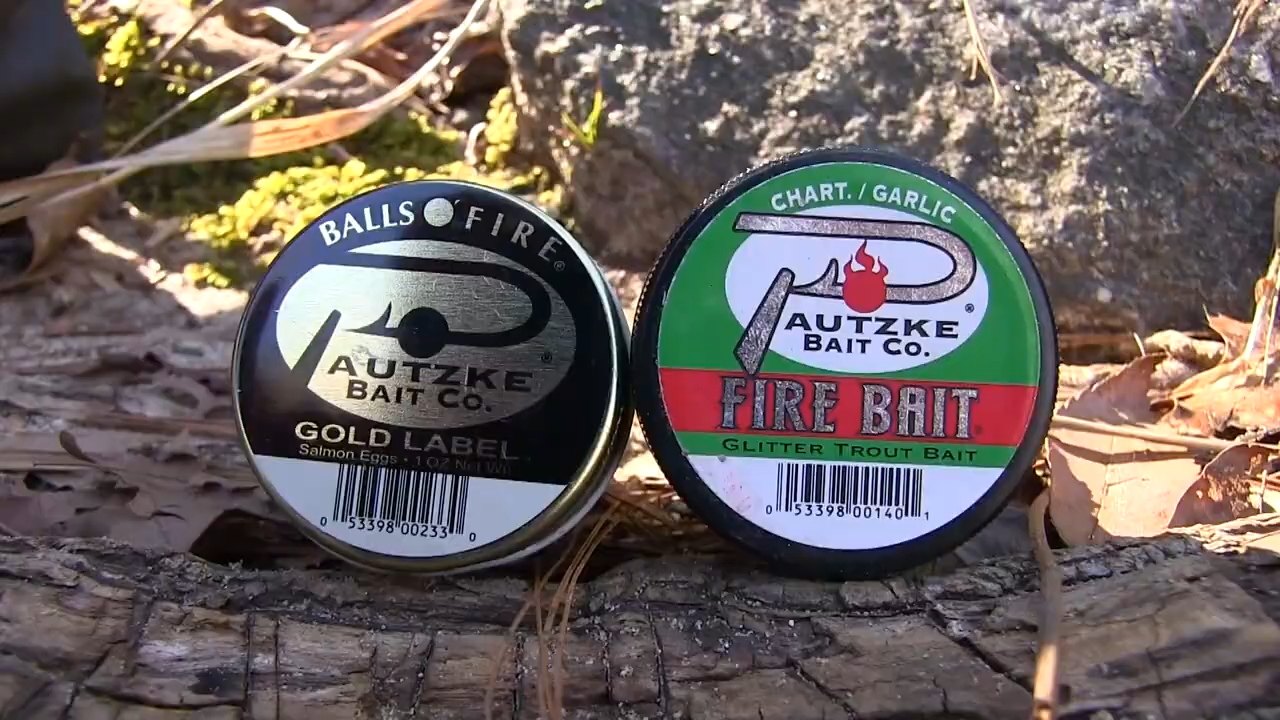 BALLS O' FIRE®
PAUTZKE ®
BAIT CO.
GOLD LABEL
Salmon Eggs • 1 OZ Net Wt.
0 53398 00233 0
CHART. / GARLIC
PAUTZKE ®
BAIT CO.
FIRE BAIT
GLITTER TROUT BAIT
0 53398 00140 1